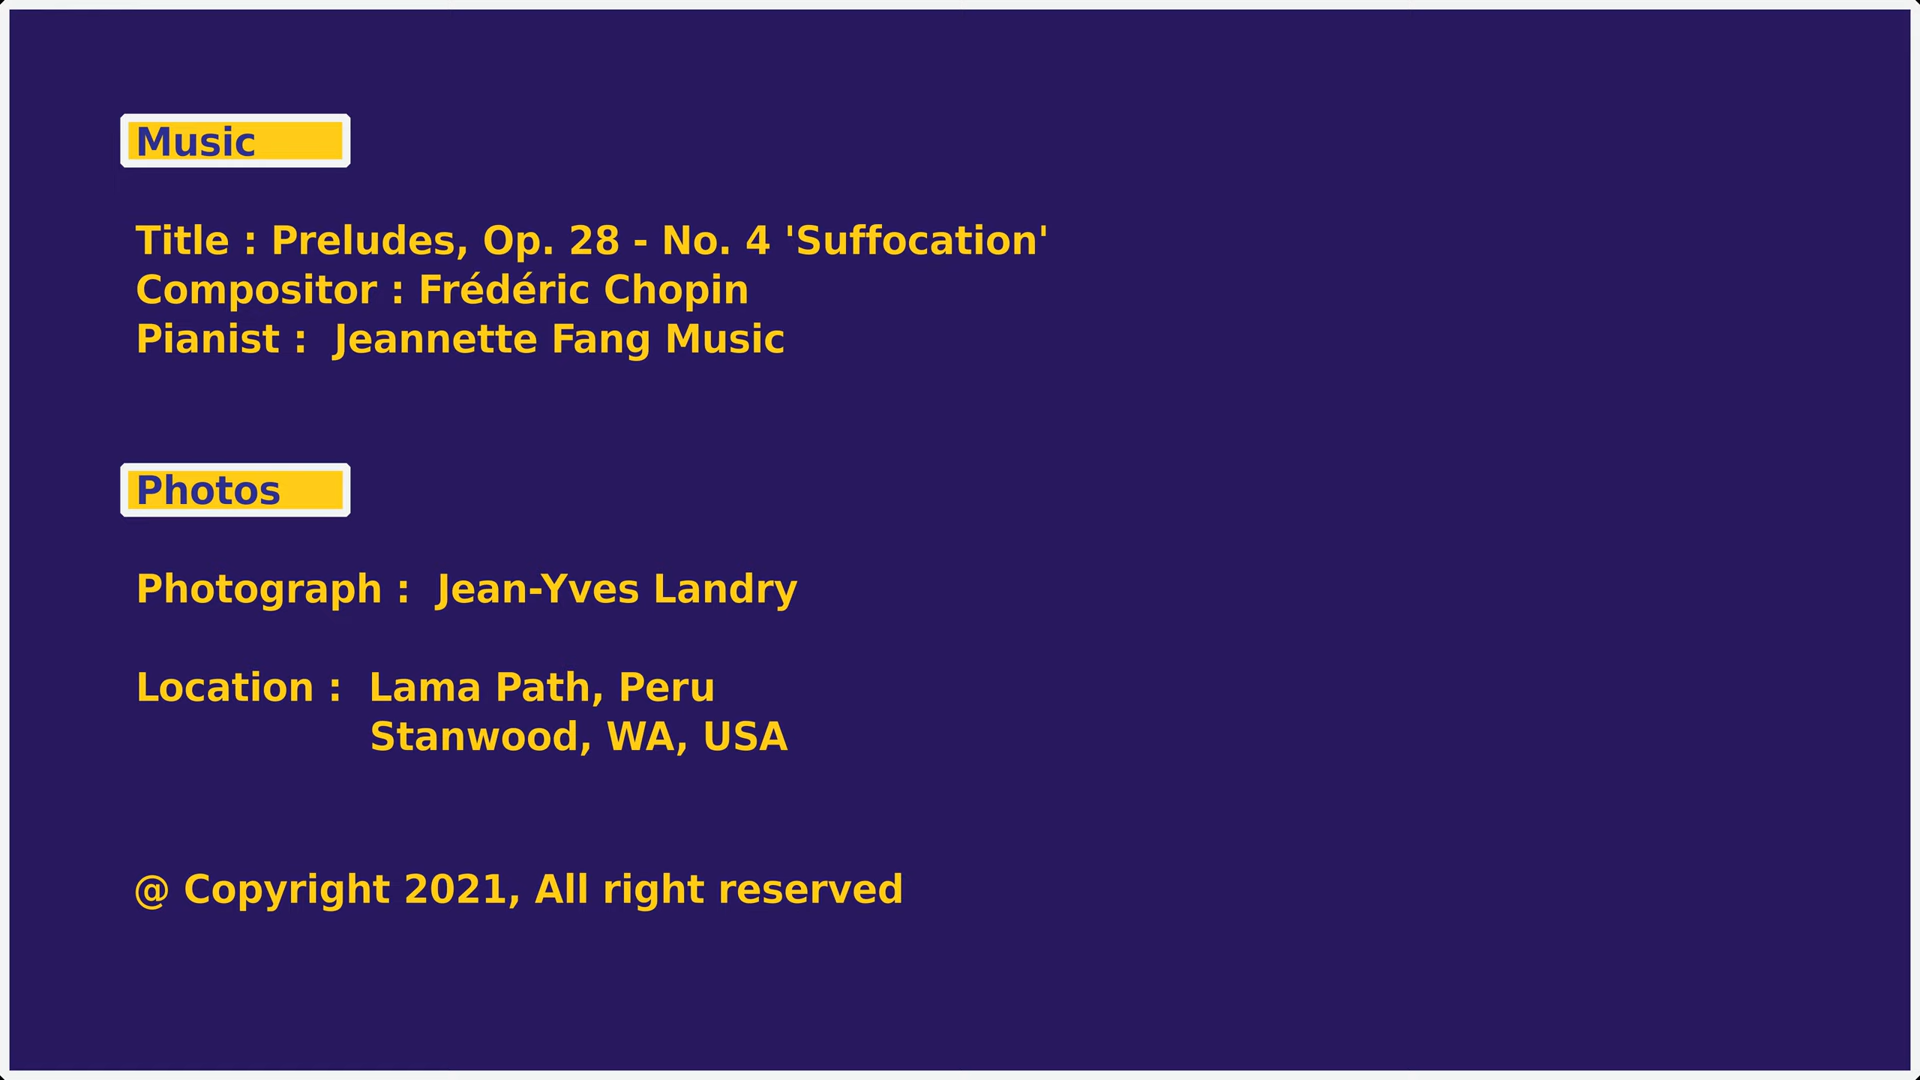 Music
Title : Preludes, Op. 28 - No. 4 'Suffocation'
Compositor : Frédéric Chopin
Pianist :  Jeannette Fang Music
Photos
Photograph :  Jean-Yves Landry
Location :  Lama Path, Peru
Stanwood, WA, USA
@ Copyright 2021, All right reserved